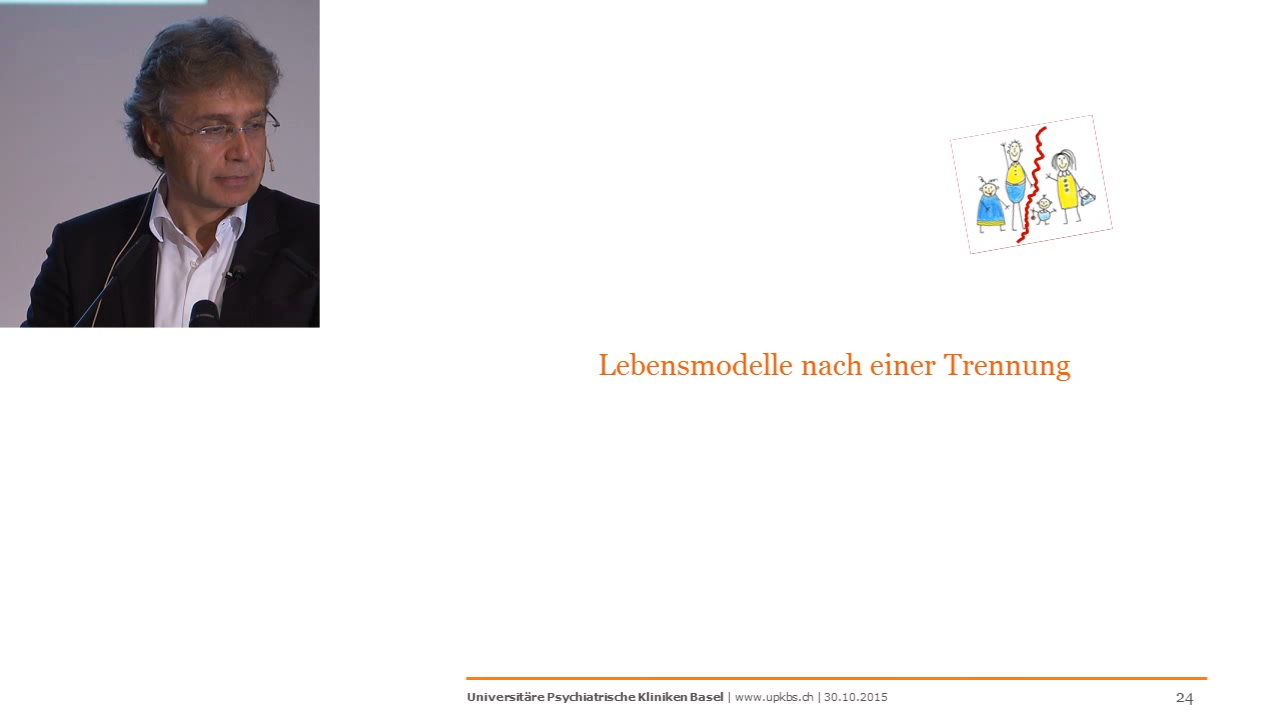 Lebensmodelle nach einer Trennung
Universitäre Psychiatrische Kliniken Basel | www.upkbs.ch | 30.10.2015
24